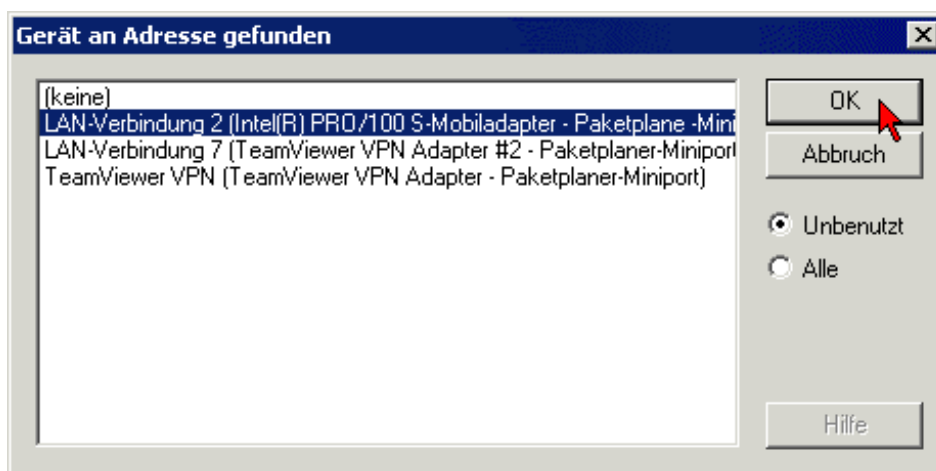 Gerät an Adresse gefunden
(keine)
LAN-Verbindung 2 (Intel(R) PRO/100 S-Mobiladapter - Paketplane -Mini
LAN-Verbindung 7 (TeamViewer VPN Adapter #2 - Paketplaner-Miniport
TeamViewer VPN (TeamViewer VPN Adapter - Paketplaner-Miniport)
OK
Abbruch
Unbenutzt
Alle
Hilfe